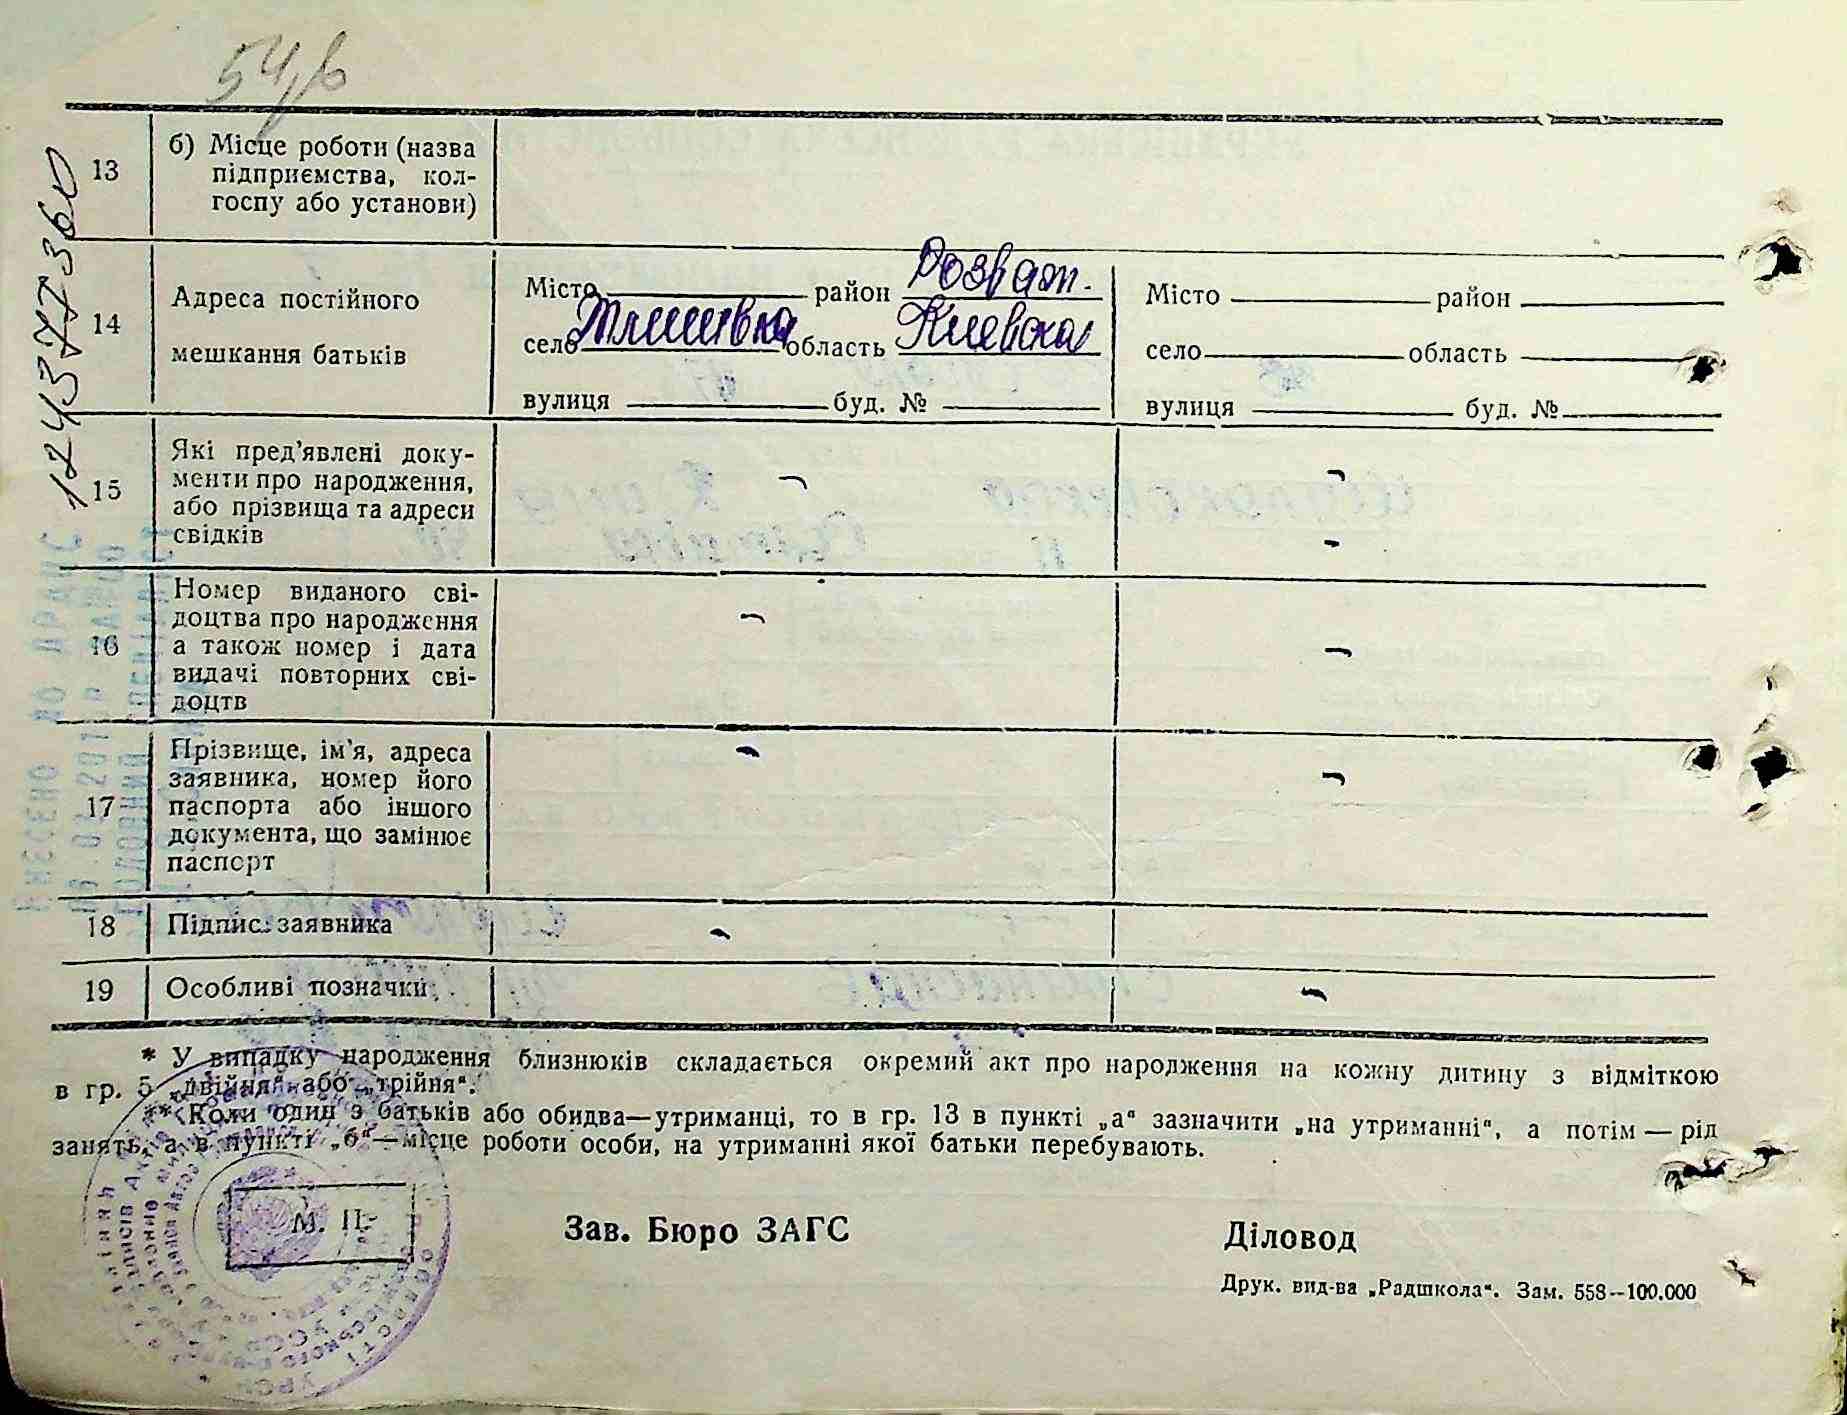 54
1243777360
13
б) Місце роботи (назва
підприємства, кол-
госпу або установи)
14
Адреса постійного
мешкання батьків
Місто район Розваж.
село область Киевска
вулиця буд. №
Місто район
село область
вулиця буд. №
15
Які пред’явлені доку-
менти про народження,
або прізвища та адреси
свідків
16
Номер виданого сві-
доцтва про народження
а також номер і дата
видачі повторних сві-
доцтв
17
Прізвище, ім’я, адреса
заявника, номер його
паспорта або іншого
документа, що замінює
паспорт
18
Підпис заявника
19
Особливі позначки
* У випадку народження близнюків складається окремий акт про народження на кожну дитину з відміткою
в гр. 5 „двійня“ або „трійня“.
** Коли один з батьків або обидва—утриманці, то в гр. 13 в пункті „а“ зазначити „на утриманні“, а потім — рід
занять, а в пункті „б“—місце роботи особи, на утриманні якої батьки перебувають.
М. П.
Зав. Бюро ЗАГС
Діловод
Друк. вид-ва „Радшкола“. Зам. 558—100.000
ВНЕСЕНО ДО ДРАЦС